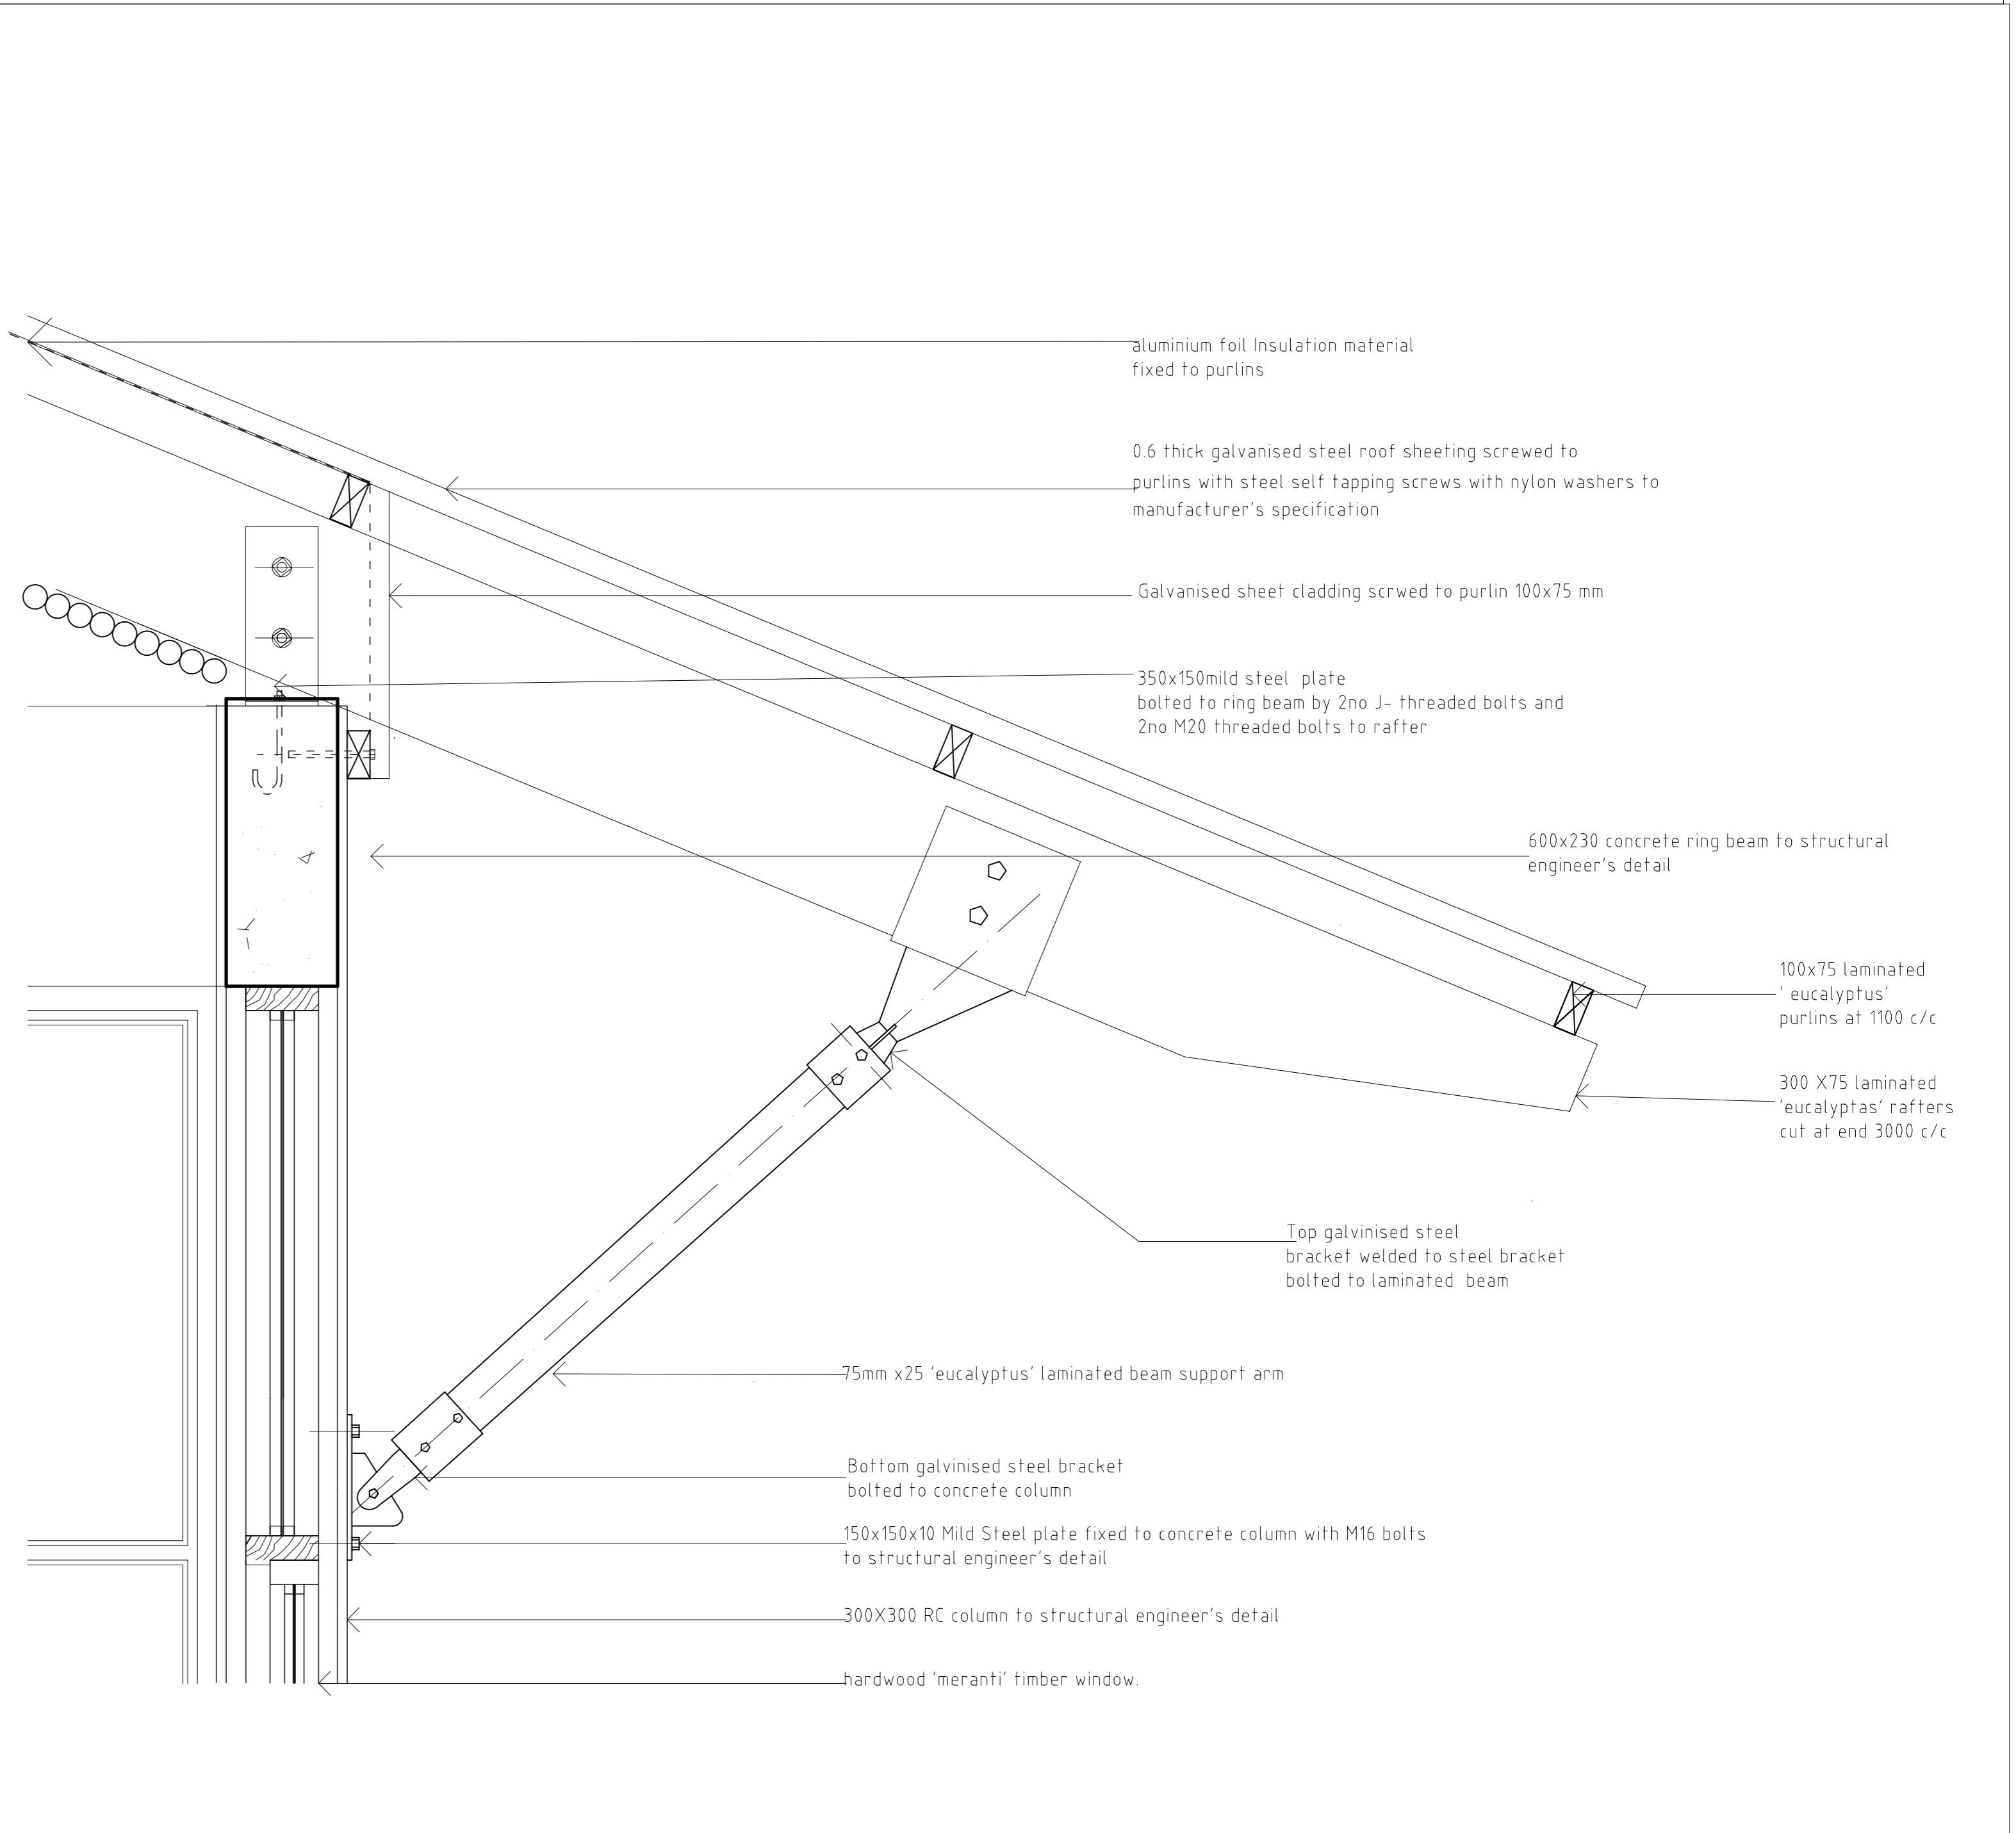 aluminium foil Insulation material
fixed to purlins
0.6 thick galvanised steel roof sheeting screwed to
purlins with steel self tapping screws with nylon washers to
manufacturer's specification
Galvanised sheet cladding scrwed to purlin 100x75 mm
350x150mild steel plate
bolted to ring beam by 2no J- threaded bolts and
2no M20 threaded bolts to rafter
600x230 concrete ring beam to structural
engineer's detail
100x75 laminated
' eucalyptus'
purlins at 1100 c/c
300 X75 laminated
'eucalyptas' rafters
cut at end 3000 c/c
Top galvinised steel
bracket welded to steel bracket
bolted to laminated beam
75mm x25 'eucalyptus' laminated beam support arm
Bottom galvinised steel bracket
bolted to concrete column
150x150x10 Mild Steel plate fixed to concrete column with M16 bolts
to structural engineer's detail
300X300 RC column to structural engineer's detail
hardwood 'meranti' timber window.